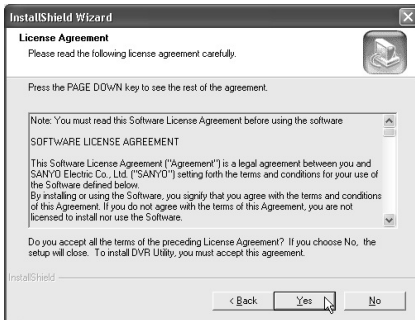 InstallShield Wizard
License Agreement
Please read the following license agreement carefully.
Press the PAGE DOWN key to see the rest of the agreement.
Note: You must read this Software License Agreement before using the software
SOFTWARE LICENSE AGREEMENT
This Software License Agreement ("Agreement") is a legal agreement between you and
SANYO Electric Co., Ltd. ("SANYO") setting forth the terms and conditions for your use of
the Software defined below.
By installing or using the Software, you signify that you agree with the terms and conditions
of this Agreement. If you do not agree with the terms of this Agreement, you are not
licensed to install nor use the Software.
Do you accept all the terms of the preceding License Agreement? If you choose No, the
setup will close. To install DVR Utility, you must accept this agreement.
InstallShield
< Back Yes No